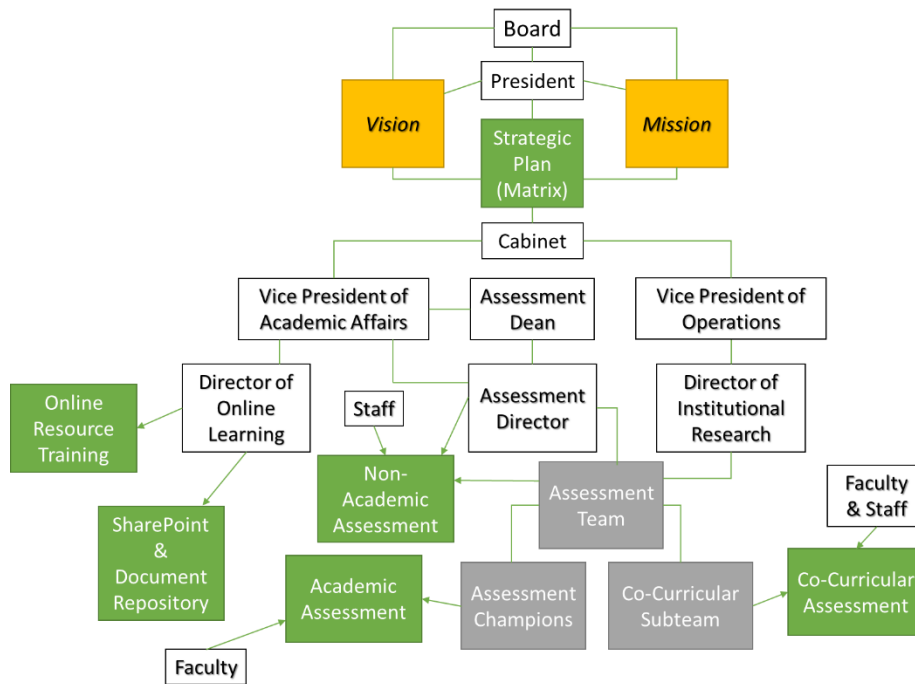 Board
President
Vision
Mission
Strategic
Plan
(Matrix)
Cabinet
Vice President of
Academic Affairs
Assessment
Dean
Vice President of
Operations
Director of
Online
Learning
Staff
Assessment
Director
Director of
Institutional
Research
Online
Resource
Training
Non-
Academic
Assessment
Assessment
Team
Faculty
& Staff
SharePoint
&
Document
Repository
Academic
Assessment
Assessment
Champions
Co-Curricular
Subteam
Co-Curricular
Assessment
Faculty